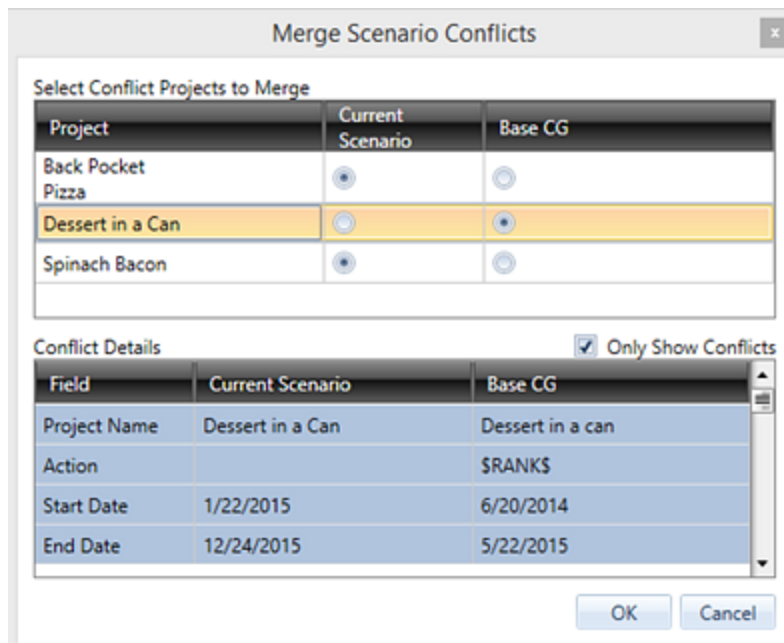 Merge Scenario Conflicts
x
Select Conflict Projects to Merge
Project Current Scenario Base CG
Back Pocket Pizza
Dessert in a Can
Spinach Bacon
Conflict Details Only Show Conflicts
Field Current Scenario Base CG
Project Name Dessert in a Can Dessert in a can
Action $RANK$
Start Date 1/22/2015 6/20/2014
End Date 12/24/2015 5/22/2015
OK Cancel